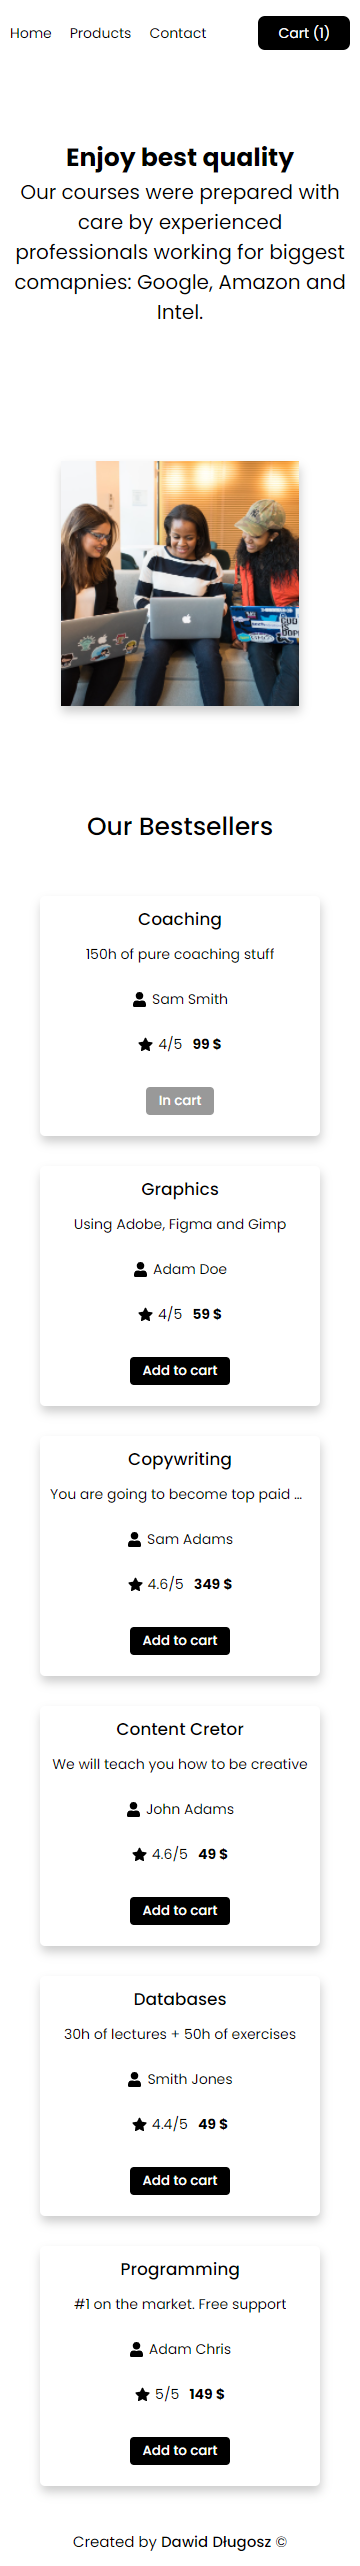 Home Products Contact Cart (1)
Enjoy best quality
Our courses were prepared with
care by experienced
professionals working for biggest
comapnies: Google, Amazon and
Intel.
Our Bestsellers
Coaching
150h of pure coaching stuff
Sam Smith
4/5 99 $
In cart
Graphics
Using Adobe, Figma and Gimp
Adam Doe
4/5 59 $
Add to cart
Copywriting
You are going to become top paid ...
Sam Adams
4.6/5 349 $
Add to cart
Content Cretor
We will teach you how to be creative
John Adams
4.6/5 49 $
Add to cart
Databases
30h of lectures + 50h of exercises
Smith Jones
4.4/5 49 $
Add to cart
Programming
#1 on the market. Free support
Adam Chris
5/5 149 $
Add to cart
Created by Dawid Długosz ©